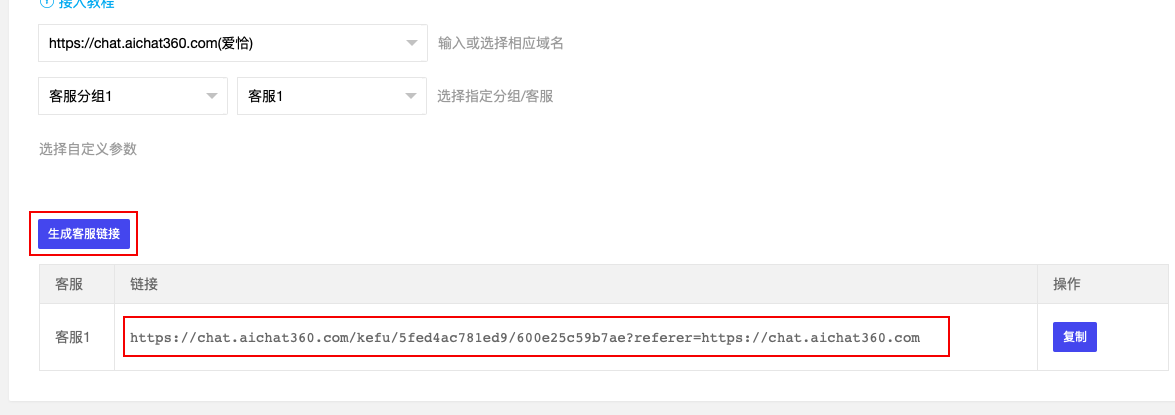 接入教程
https://chat.aichat360.com(爱恰)
输入或选择相应域名
客服分组1
客服1
选择指定分组/客服
选择自定义参数
生成客服链接
客服 链接 操作
客服1 https://chat.aichat360.com/kefu/5fed4ac781ed9/600e25c59b7ae?referer=https://chat.aichat360.com 复制